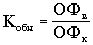 Кобн = ОФв / ОФк